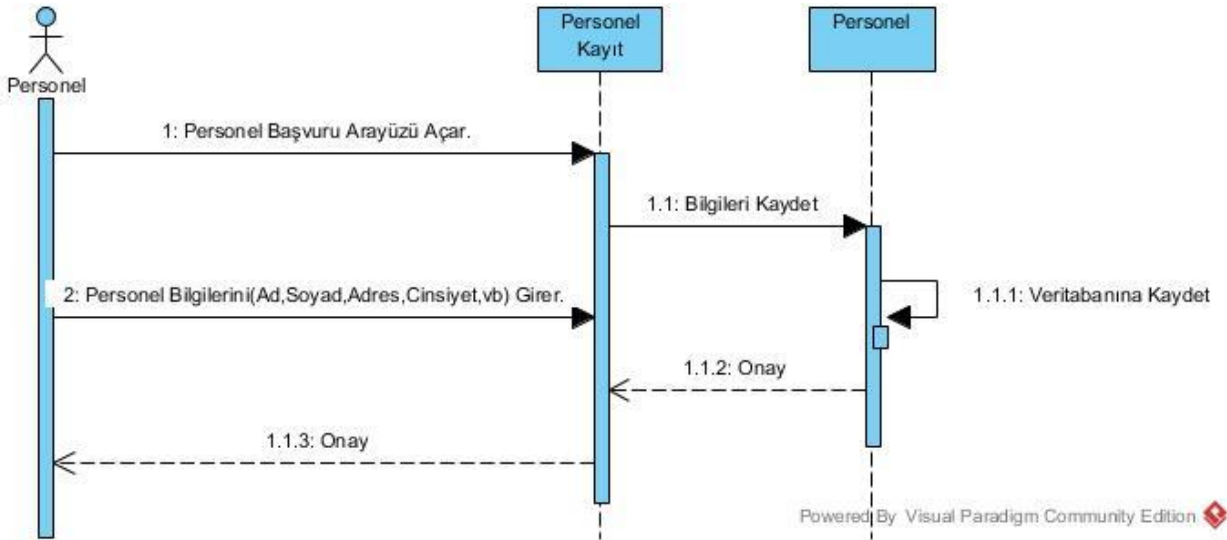 Personel
Kayıt
Personel
Personel
1: Personel Başvuru Arayüzü Açar.
1.1: Bilgileri Kaydet
2: Personel Bilgilerini(Ad,Soyad,Adres,Cinsiyet,vb) Girer.
1.1.1: Veritabanına Kaydet
1.1.2: Onay
1.1.3: Onay
Powered By Visual Paradigm Community Edition